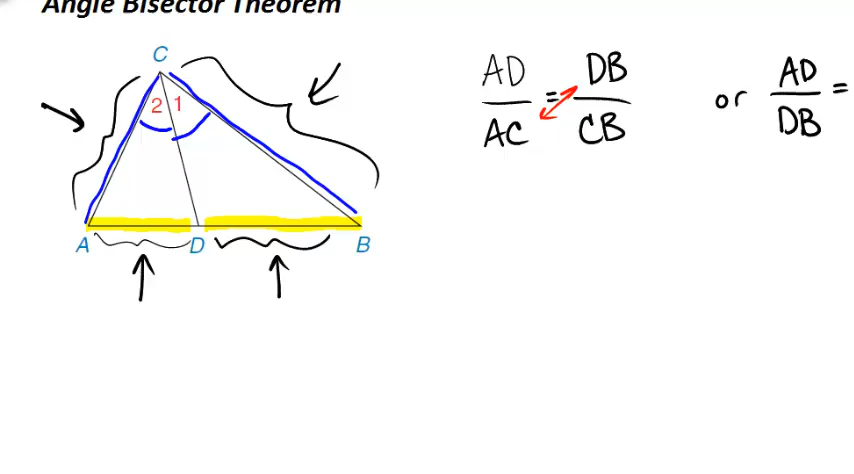 Angle Bisector Theorem
C
2 1
A D B
AD = DB or AD =
AC CB DB